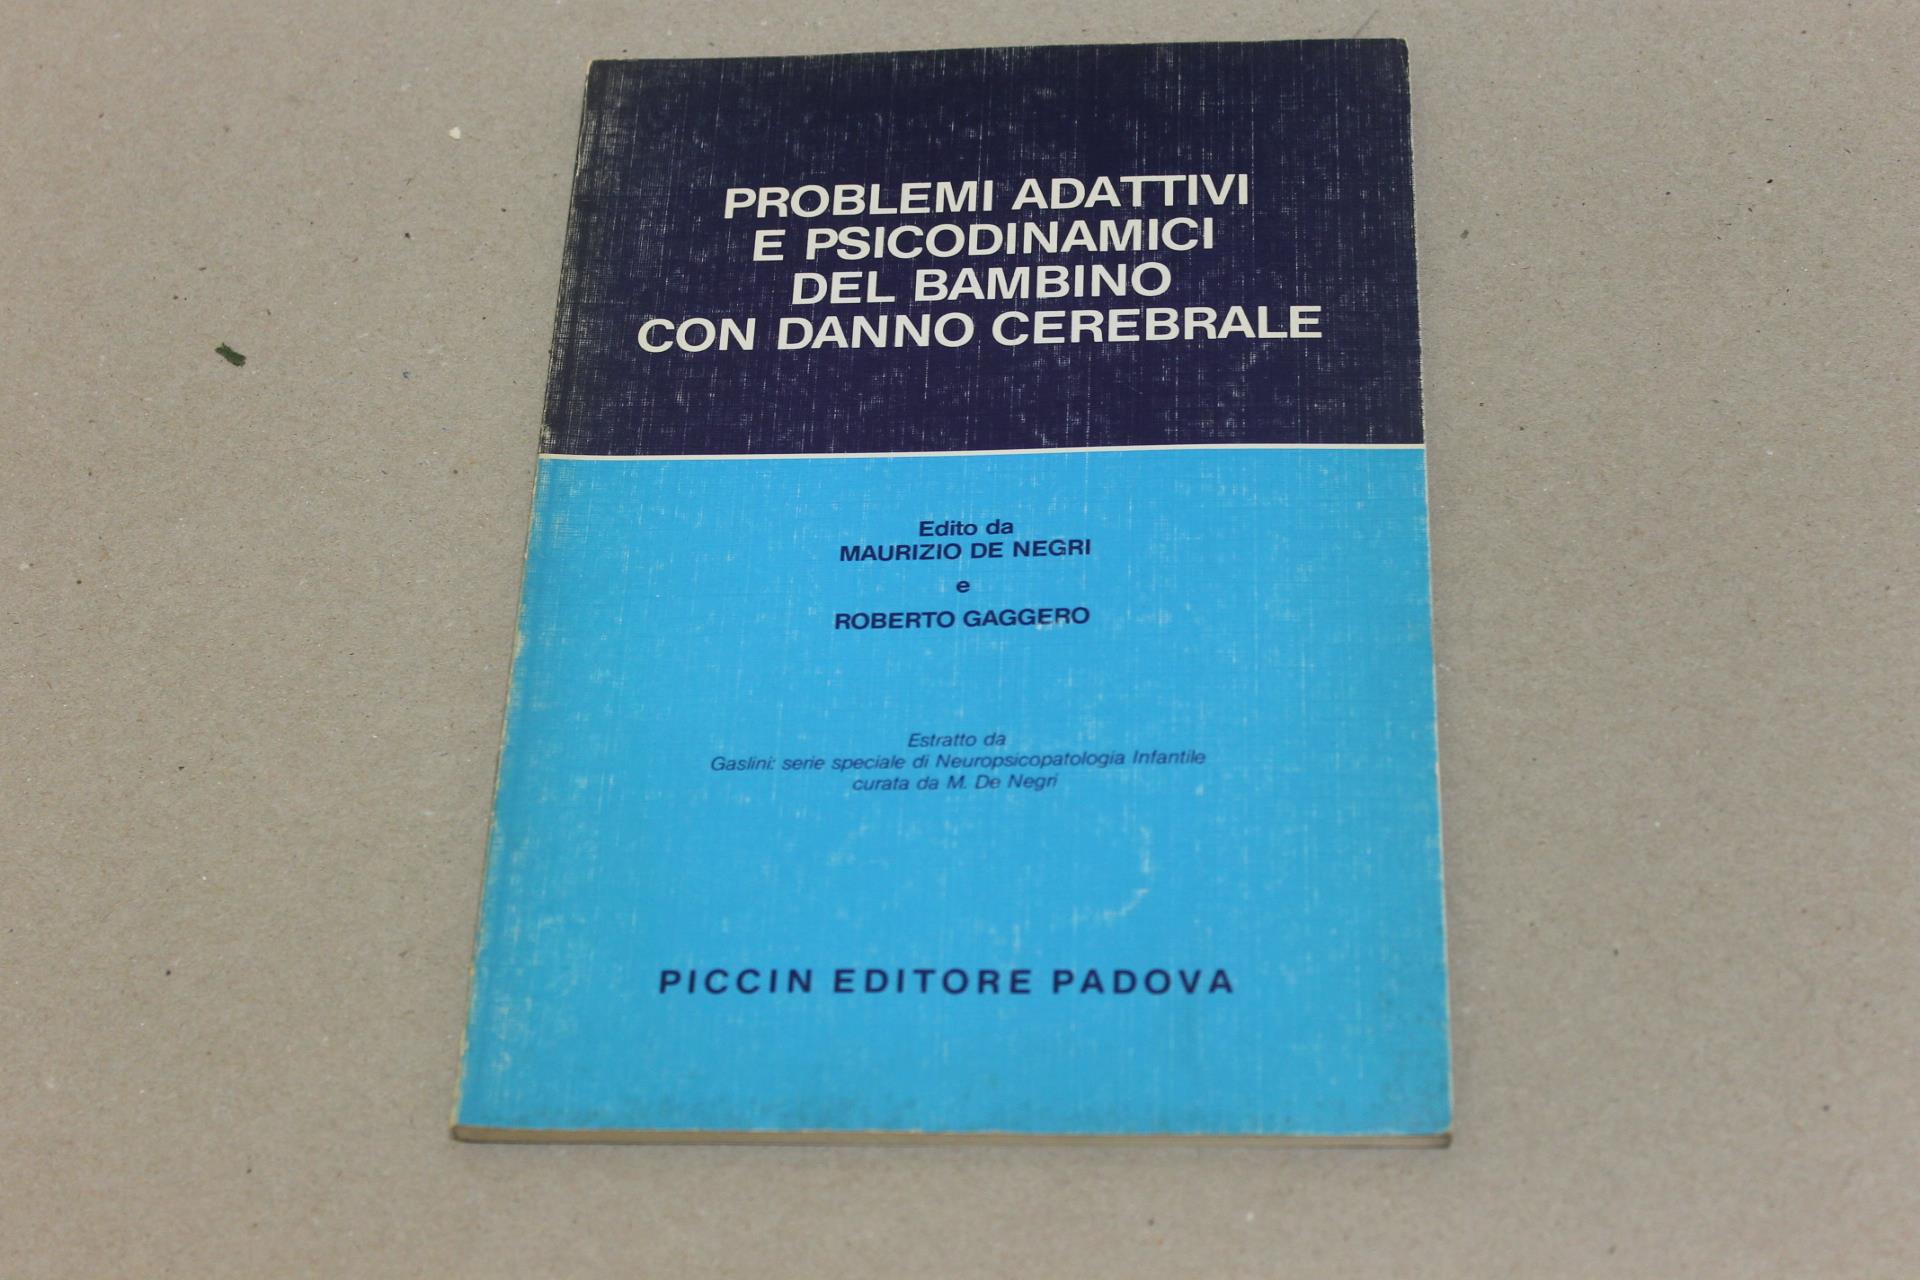 PROBLEMI ADATTIVI
E PSICODINAMICI
DEL BAMBINO
CON DANNO CEREBRALE
Edito da
MAURIZIO DE NEGRI
e
ROBERTO GAGGERO
Estratto da
Gaslini: serie speciale di Neuropsicopatologia Infantile
curata da M. De Negri
PICCIN EDITORE PADOVA